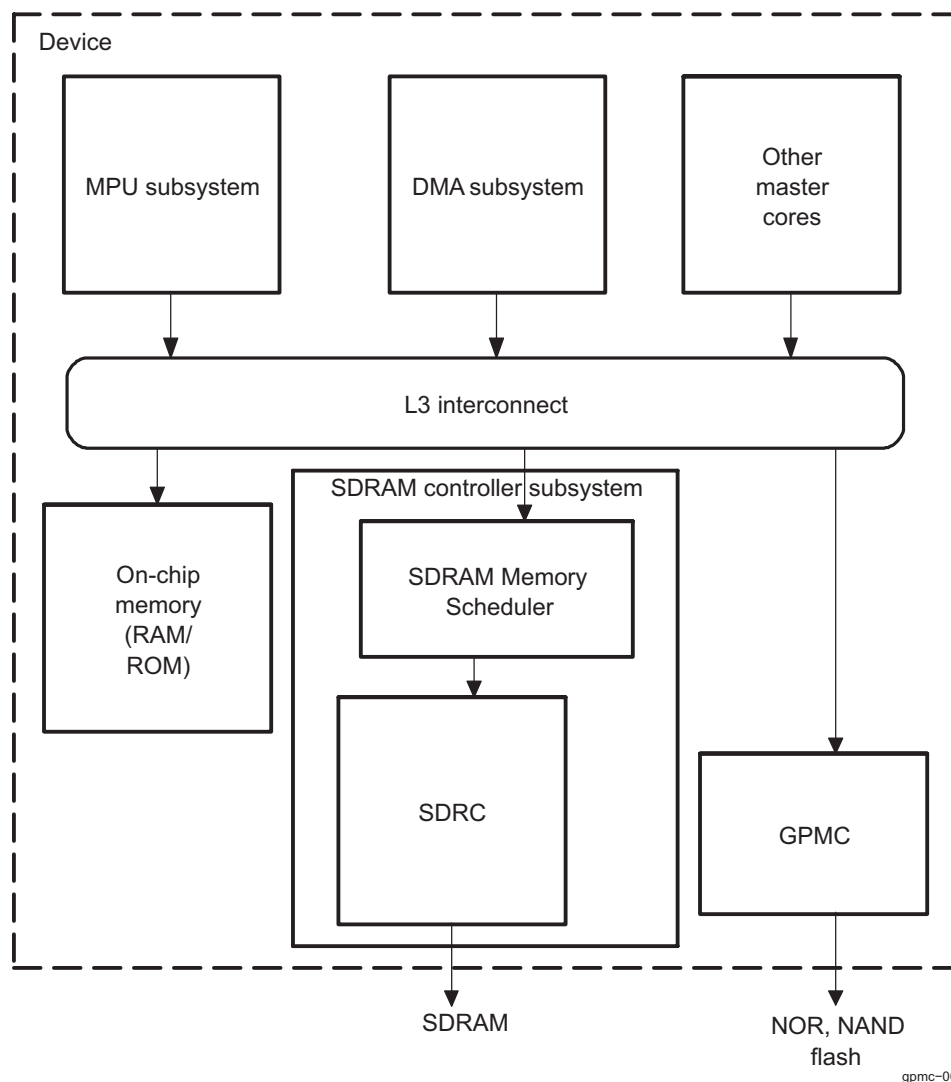 Device
MPU subsystem
DMA subsystem
Other
master
cores
L3 interconnect
SDRAM controller subsystem
On-chip
memory
(RAM/
ROM)
SDRAM Memory
Scheduler
SDRC
GPMC
SDRAM
NOR, NAND
flash